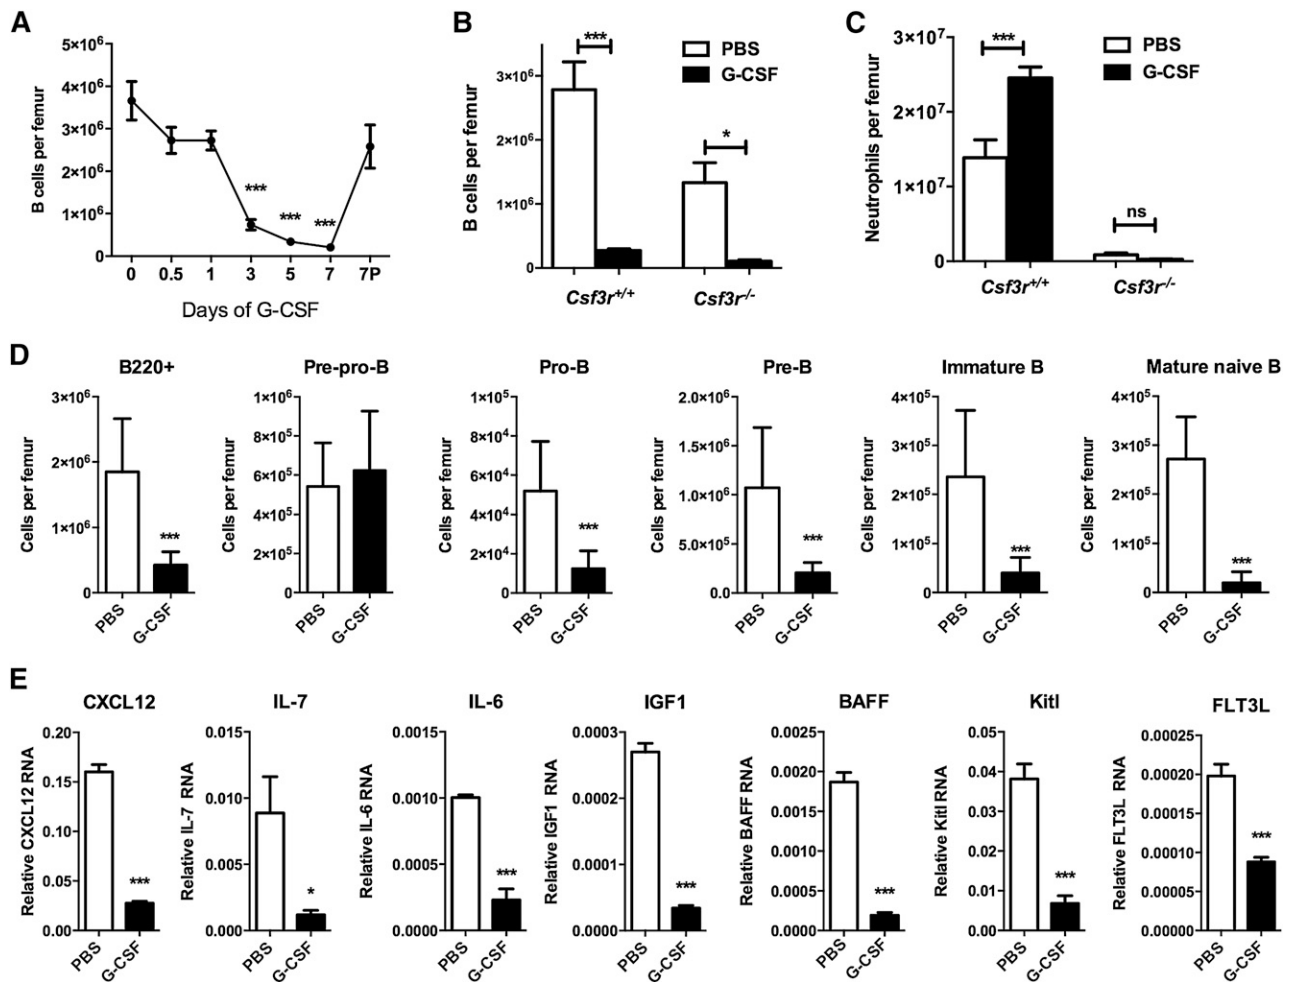 A
5×10⁶
4×10⁶
3×10⁶
2×10⁶
1×10⁶
0
B cells per femur
***
***
***
0 0.5 1 3 5 7 7P
Days of G-CSF
B
3×10⁶
2×10⁶
1×10⁶
0
B cells per femur
***
*
PBS
G-CSF
Csf3r⁺/⁺ Csf3r⁻/⁻
C
3×10⁷
2×10⁷
1×10⁷
0
Neutrophils per femur
***
ns
PBS
G-CSF
Csf3r⁺/⁺ Csf3r⁻/⁻
D
B220+
3×10⁶
2×10⁶
1×10⁶
0
Cells per femur
***
PBS
G-CSF
Pre-pro-B
1×10⁶
8×10⁵
6×10⁵
4×10⁵
2×10⁵
0
Cells per femur
PBS
G-CSF
Pro-B
1×10⁵
8×10⁴
6×10⁴
4×10⁴
2×10⁴
0
Cells per femur
***
PBS
G-CSF
Pre-B
2.0×10⁶
1.5×10⁶
1.0×10⁶
5.0×10⁵
0.0
Cells per femur
***
PBS
G-CSF
Immature B
4×10⁵
3×10⁵
2×10⁵
1×10⁵
0
Cells per femur
***
PBS
G-CSF
Mature naive B
4×10⁵
3×10⁵
2×10⁵
1×10⁵
0
Cells per femur
***
PBS
G-CSF
E
CXCL12
0.20
0.15
0.10
0.05
0.00
Relative CXCL12 RNA
***
PBS
G-CSF
IL-7
0.015
0.010
0.005
0.000
Relative IL-7 RNA
*
PBS
G-CSF
IL-6
0.0015
0.0010
0.0005
0.0000
Relative IL-6 RNA
***
PBS
G-CSF
IGF1
0.0003
0.0002
0.0001
0.0000
Relative IGF1 RNA
***
PBS
G-CSF
BAFF
0.0025
0.0020
0.0015
0.0010
0.0005
0.0000
Relative BAFF RNA
***
PBS
G-CSF
Kitl
0.05
0.04
0.03
0.02
0.01
0.00
Relative Kitl RNA
***
PBS
G-CSF
FLT3L
0.00025
0.00020
0.00015
0.00010
0.00005
0.00000
Relative FLT3L RNA
***
PBS
G-CSF